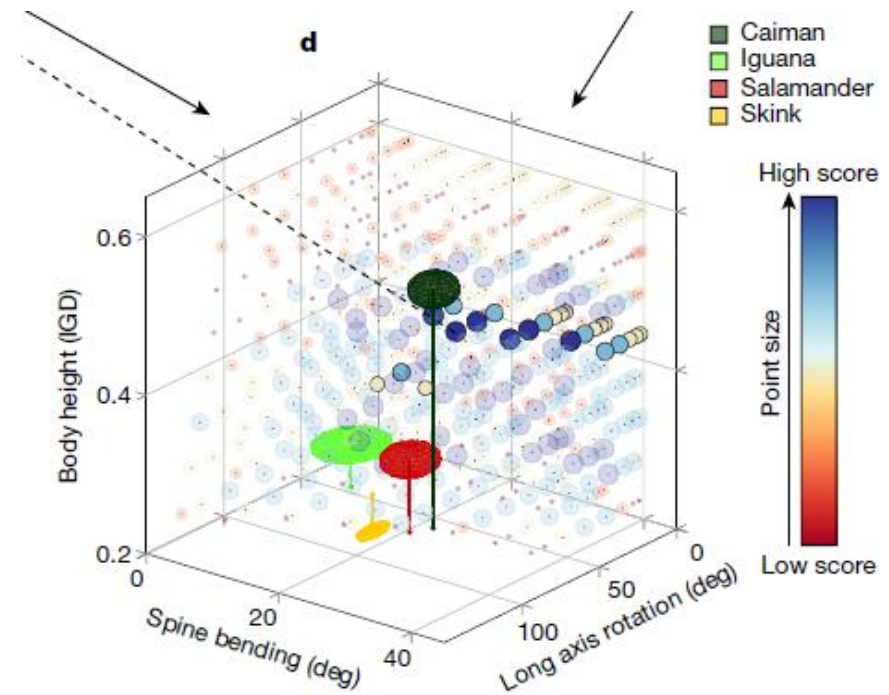 d
Caiman
Iguana
Salamander
Skink
High score
Point size
Low score
Body height (IGD)
0.6
0.4
0.2
0
20
40
Spine bending (deg)
0
50
100
Long axis rotation (deg)